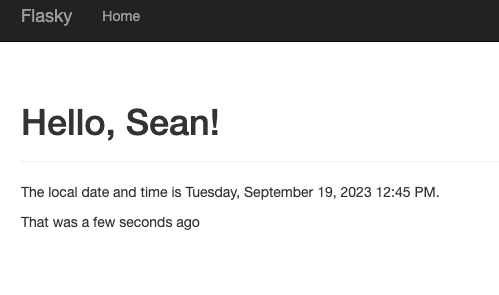 Flasky Home
Hello, Sean!
The local date and time is Tuesday, September 19, 2023 12:45 PM.
That was a few seconds ago